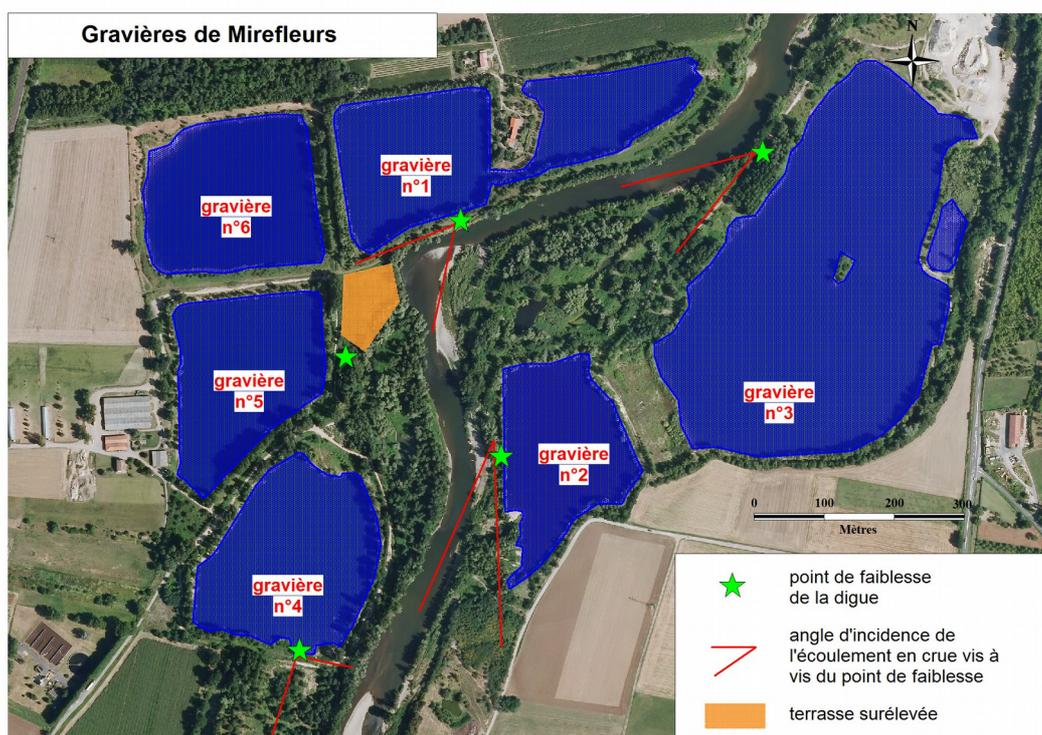 Gravières de Mirefleurs
N
gravière
n°1
gravière
n°6
gravière
n°5
gravière
n°3
gravière
n°2
gravière
n°4
0 100 200 300
Mètres
point de faiblesse
de la digue
angle d'incidence de
l'écoulement en crue vis à
vis du point de faiblesse
terrasse surélevée